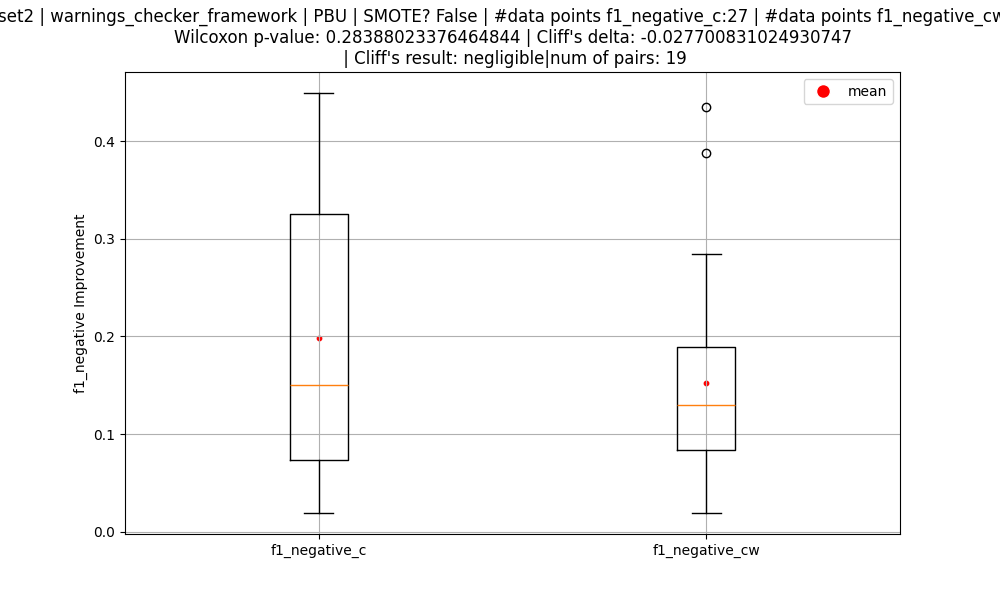 set2 | warnings_checker_framework | PBU | SMOTE? False | #data points f1_negative_c:27 | #data points f1_negative_cw
Wilcoxon p-value: 0.28388023376464844 | Cliff's delta: -0.027700831024930747
| Cliff's result: negligible|num of pairs: 19
mean
0.4
0.3
0.2
0.1
0.0
f1_negative Improvement
f1_negative_c
f1_negative_cw